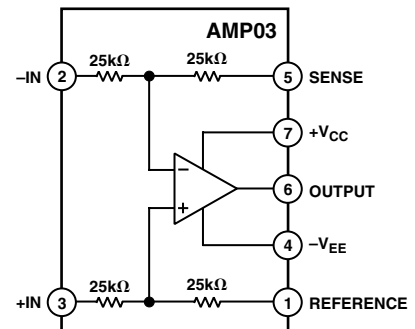 AMP03
25kΩ 25kΩ
–IN 2 5 SENSE
7 +VCC
–
6 OUTPUT
+
4 –VEE
25kΩ 25kΩ
+IN 3 1 REFERENCE